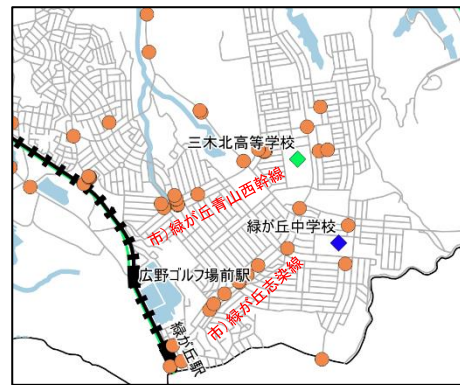 三木北高等学校
市)緑が丘青山西幹線
緑が丘中学校
広野ゴルフ場前駅
市)緑が丘志染線
緑が丘駅